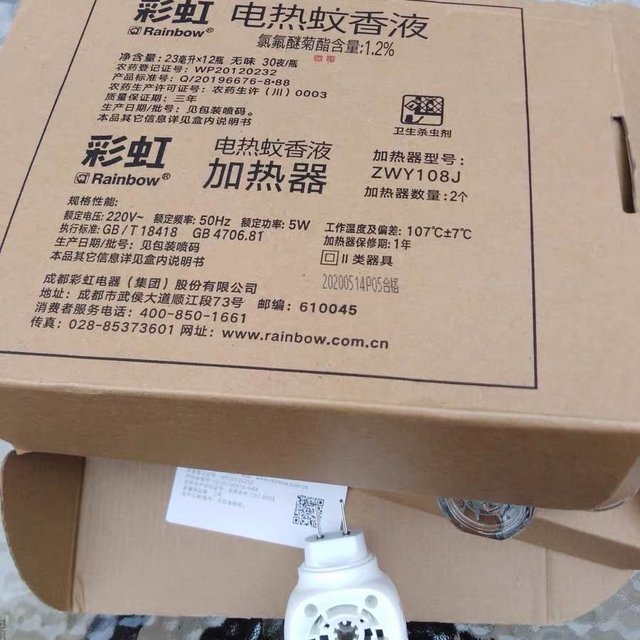 彩虹 电热蚊香液
Rainbow®
氯氟醚菊酯含量:1.2%
净含量: 23毫升×12瓶 无味 30夜/瓶 微毒
农药登记证号: WP20120232
产品标准号: Q/20196676-8·88
农药生产许可证号: 农药生许（川）0003
质量保证期: 三年
生产日期/批号: 见包装喷码。
本品其它信息详见盒内说明书
卫生杀虫剂
彩虹 电热蚊香液
Rainbow® 加热器
加热器型号:
ZWY108J
加热器数量: 2个
规格性能:
额定电压: 220V~ 额定频率: 50Hz 额定功率: 5W 工作温度及偏差: 107℃±7℃
执行标准: GB/T 18418 GB 4706.81 加热器保修期: 1年
生产日期/批号: 见包装喷码
本品其它信息详见盒内说明书
II类器具
20200514P05合格
成都彩虹电器（集团）股份有限公司
地址: 成都市武侯大道顺江段73号 邮编: 610045
消费者服务电话: 400-850-1661
传真: 028-85373601 网址: www.rainbow.com.cn